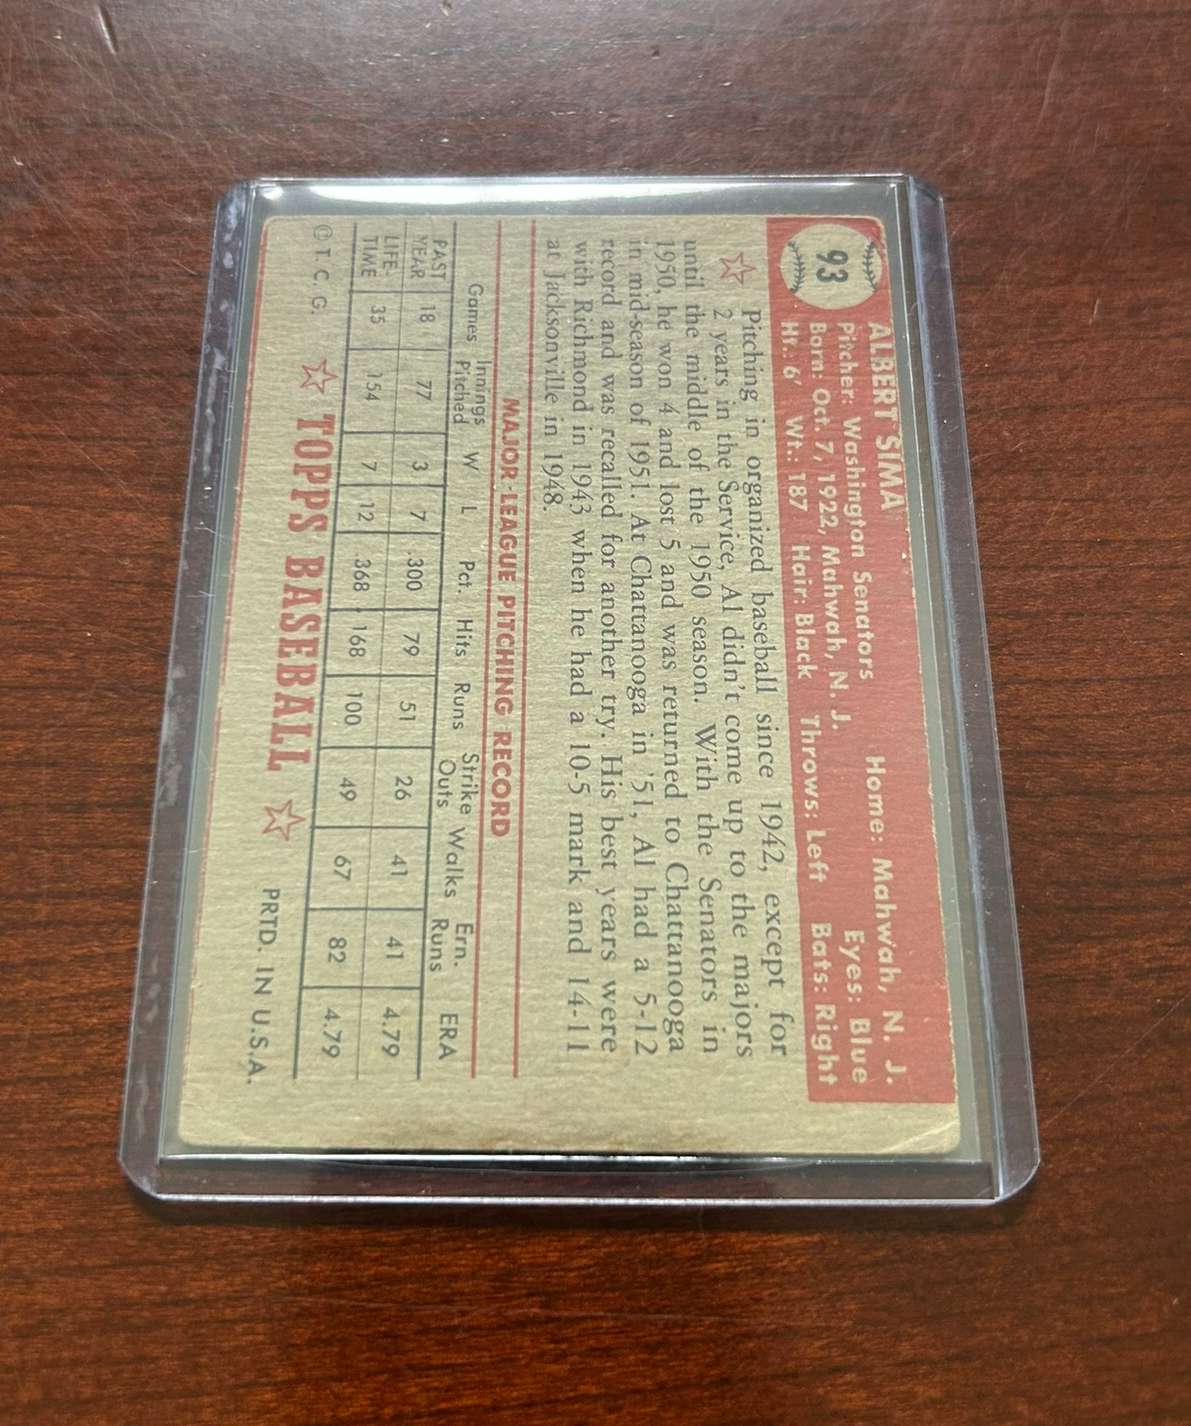 93
ALBERT SIMA Home: Mahwah, N. J.
Pitcher: Washington Senators Eyes: Blue
Born: Oct. 7, 1922, Mahwah, N. J. Bats: Right
Ht.: 6' Wt.: 187 Hair: Black Throws: Left
Pitching in organized baseball since 1942, except for
2 years in the Service, Al didn't come up to the majors
until the middle of the 1950 season. With the Senators in
1950, he won 4 and lost 5 and was returned to Chattanooga
in mid-season of 1951. At Chattanooga in '51, Al had a 5-12
record and was recalled for another try. His best years were
with Richmond in 1943 when he had a 10-5 mark and 14-11
at Jacksonville in 1948.
MAJOR LEAGUE PITCHING RECORD
Games Innings Pitched W L Pct. Hits Runs Strike Outs Walks Ern. Runs ERA
PAST YEAR 18 77 3 7 .300 79 51 26 41 41 4.79
LIFE-TIME 35 154 7 12 .368 168 100 49 67 82 4.79
© T. C. G. TOPPS BASEBALL PRTD. IN U.S.A.